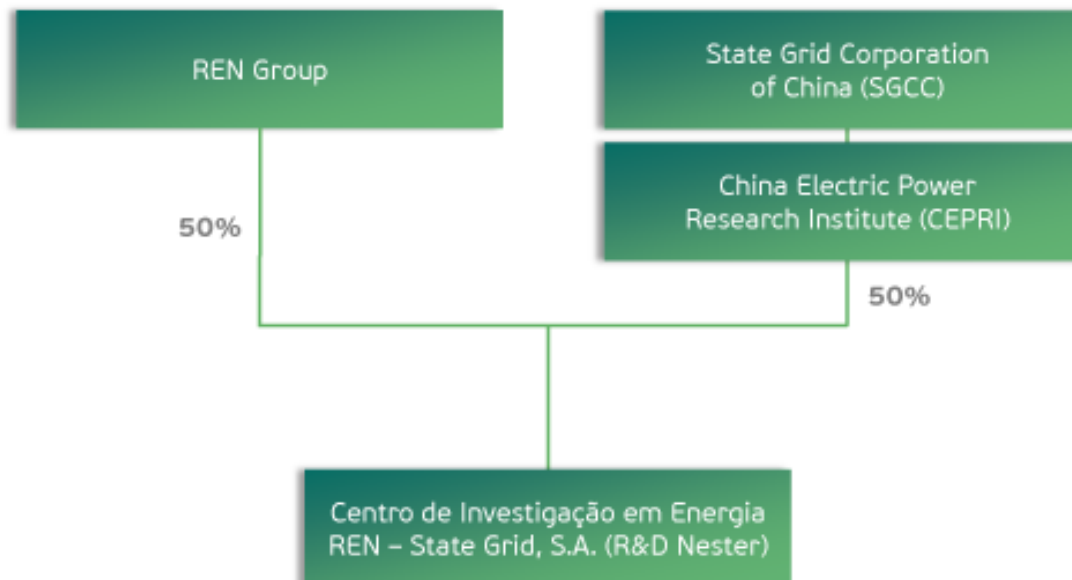 REN Group
State Grid Corporation
of China (SGCC)
China Electric Power
Research Institute (CEPRI)
50%
50%
Centro de Investigação em Energia
REN – State Grid, S.A. (R&D Nester)